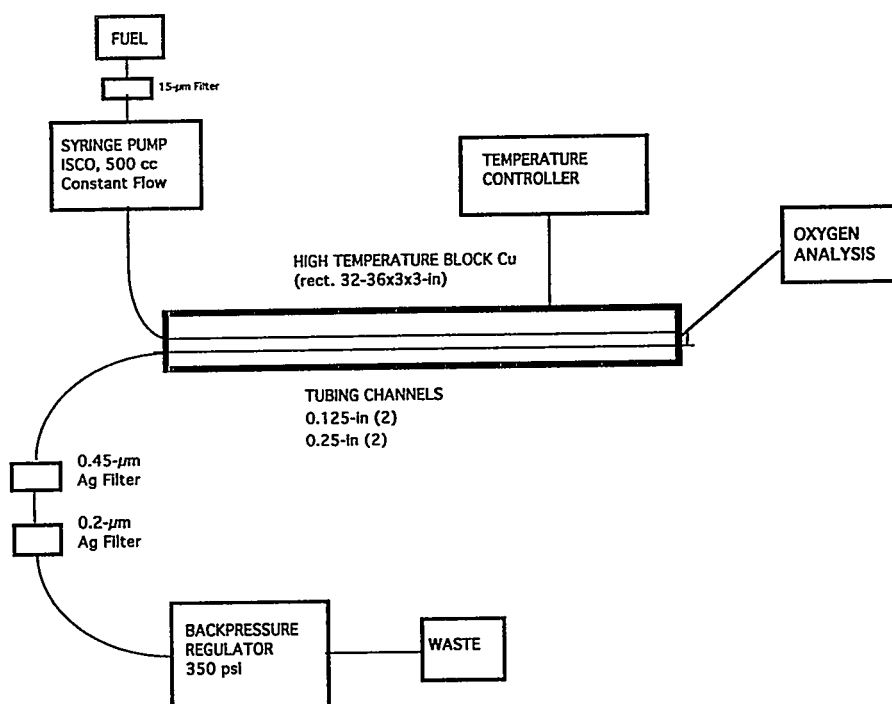 FUEL
15-µm Filter
SYRINGE PUMP
ISCO, 500 cc
Constant Flow
TEMPERATURE
CONTROLLER
OXYGEN
ANALYSIS
HIGH TEMPERATURE BLOCK Cu
(rect. 32-36x3x3-in)
TUBING CHANNELS
0.125-in (2)
0.25-in (2)
0.45-µm
Ag Filter
0.2-µm
Ag Filter
BACKPRESSURE
REGULATOR
350 psi
WASTE